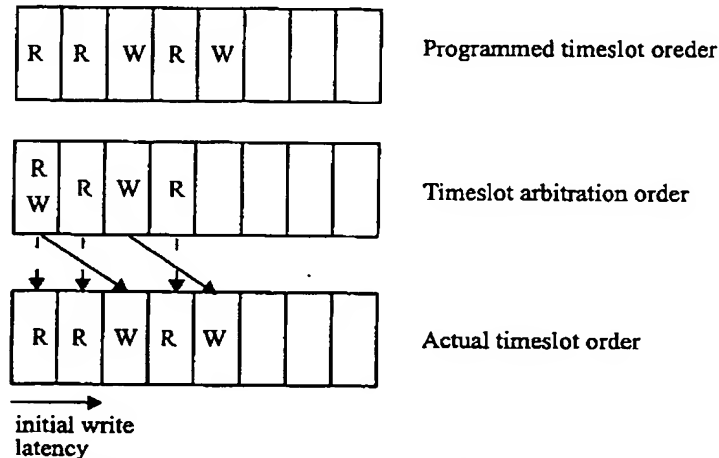 R R W R W Programmed timeslot oreder
R
W R W R Timeslot arbitration order
R R W R W Actual timeslot order
initial write
latency